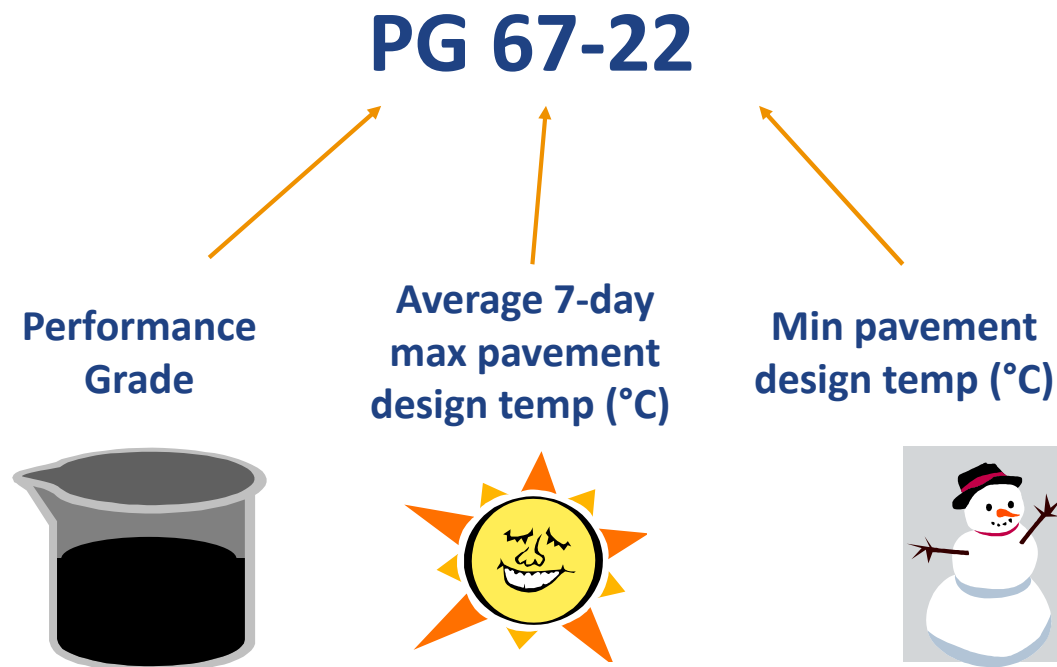 PG 67-22
Performance
Grade
Average 7-day
max pavement
design temp (°C)
Min pavement
design temp (°C)